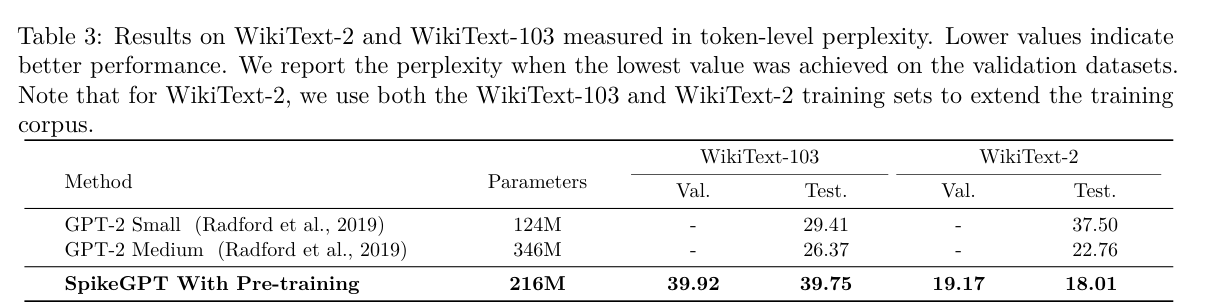 Table 3: Results on WikiText-2 and WikiText-103 measured in token-level perplexity. Lower values indicate
better performance. We report the perplexity when the lowest value was achieved on the validation datasets.
Note that for WikiText-2, we use both the WikiText-103 and WikiText-2 training sets to extend the training
corpus.
Method Parameters WikiText-103 WikiText-2
Val. Test. Val. Test.
GPT-2 Small (Radford et al., 2019) 124M - 29.41 - 37.50
GPT-2 Medium (Radford et al., 2019) 346M - 26.37 - 22.76
SpikeGPT With Pre-training 216M 39.92 39.75 19.17 18.01